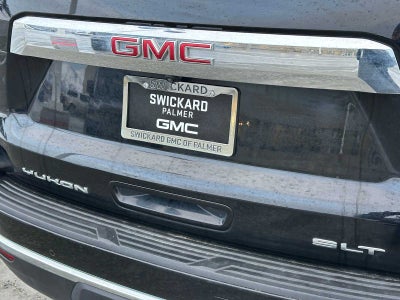 GMC
SWICKARD
SWICKARD
PALMER
GMC
SWICKARD GMC OF PALMER
YUKON
SLT